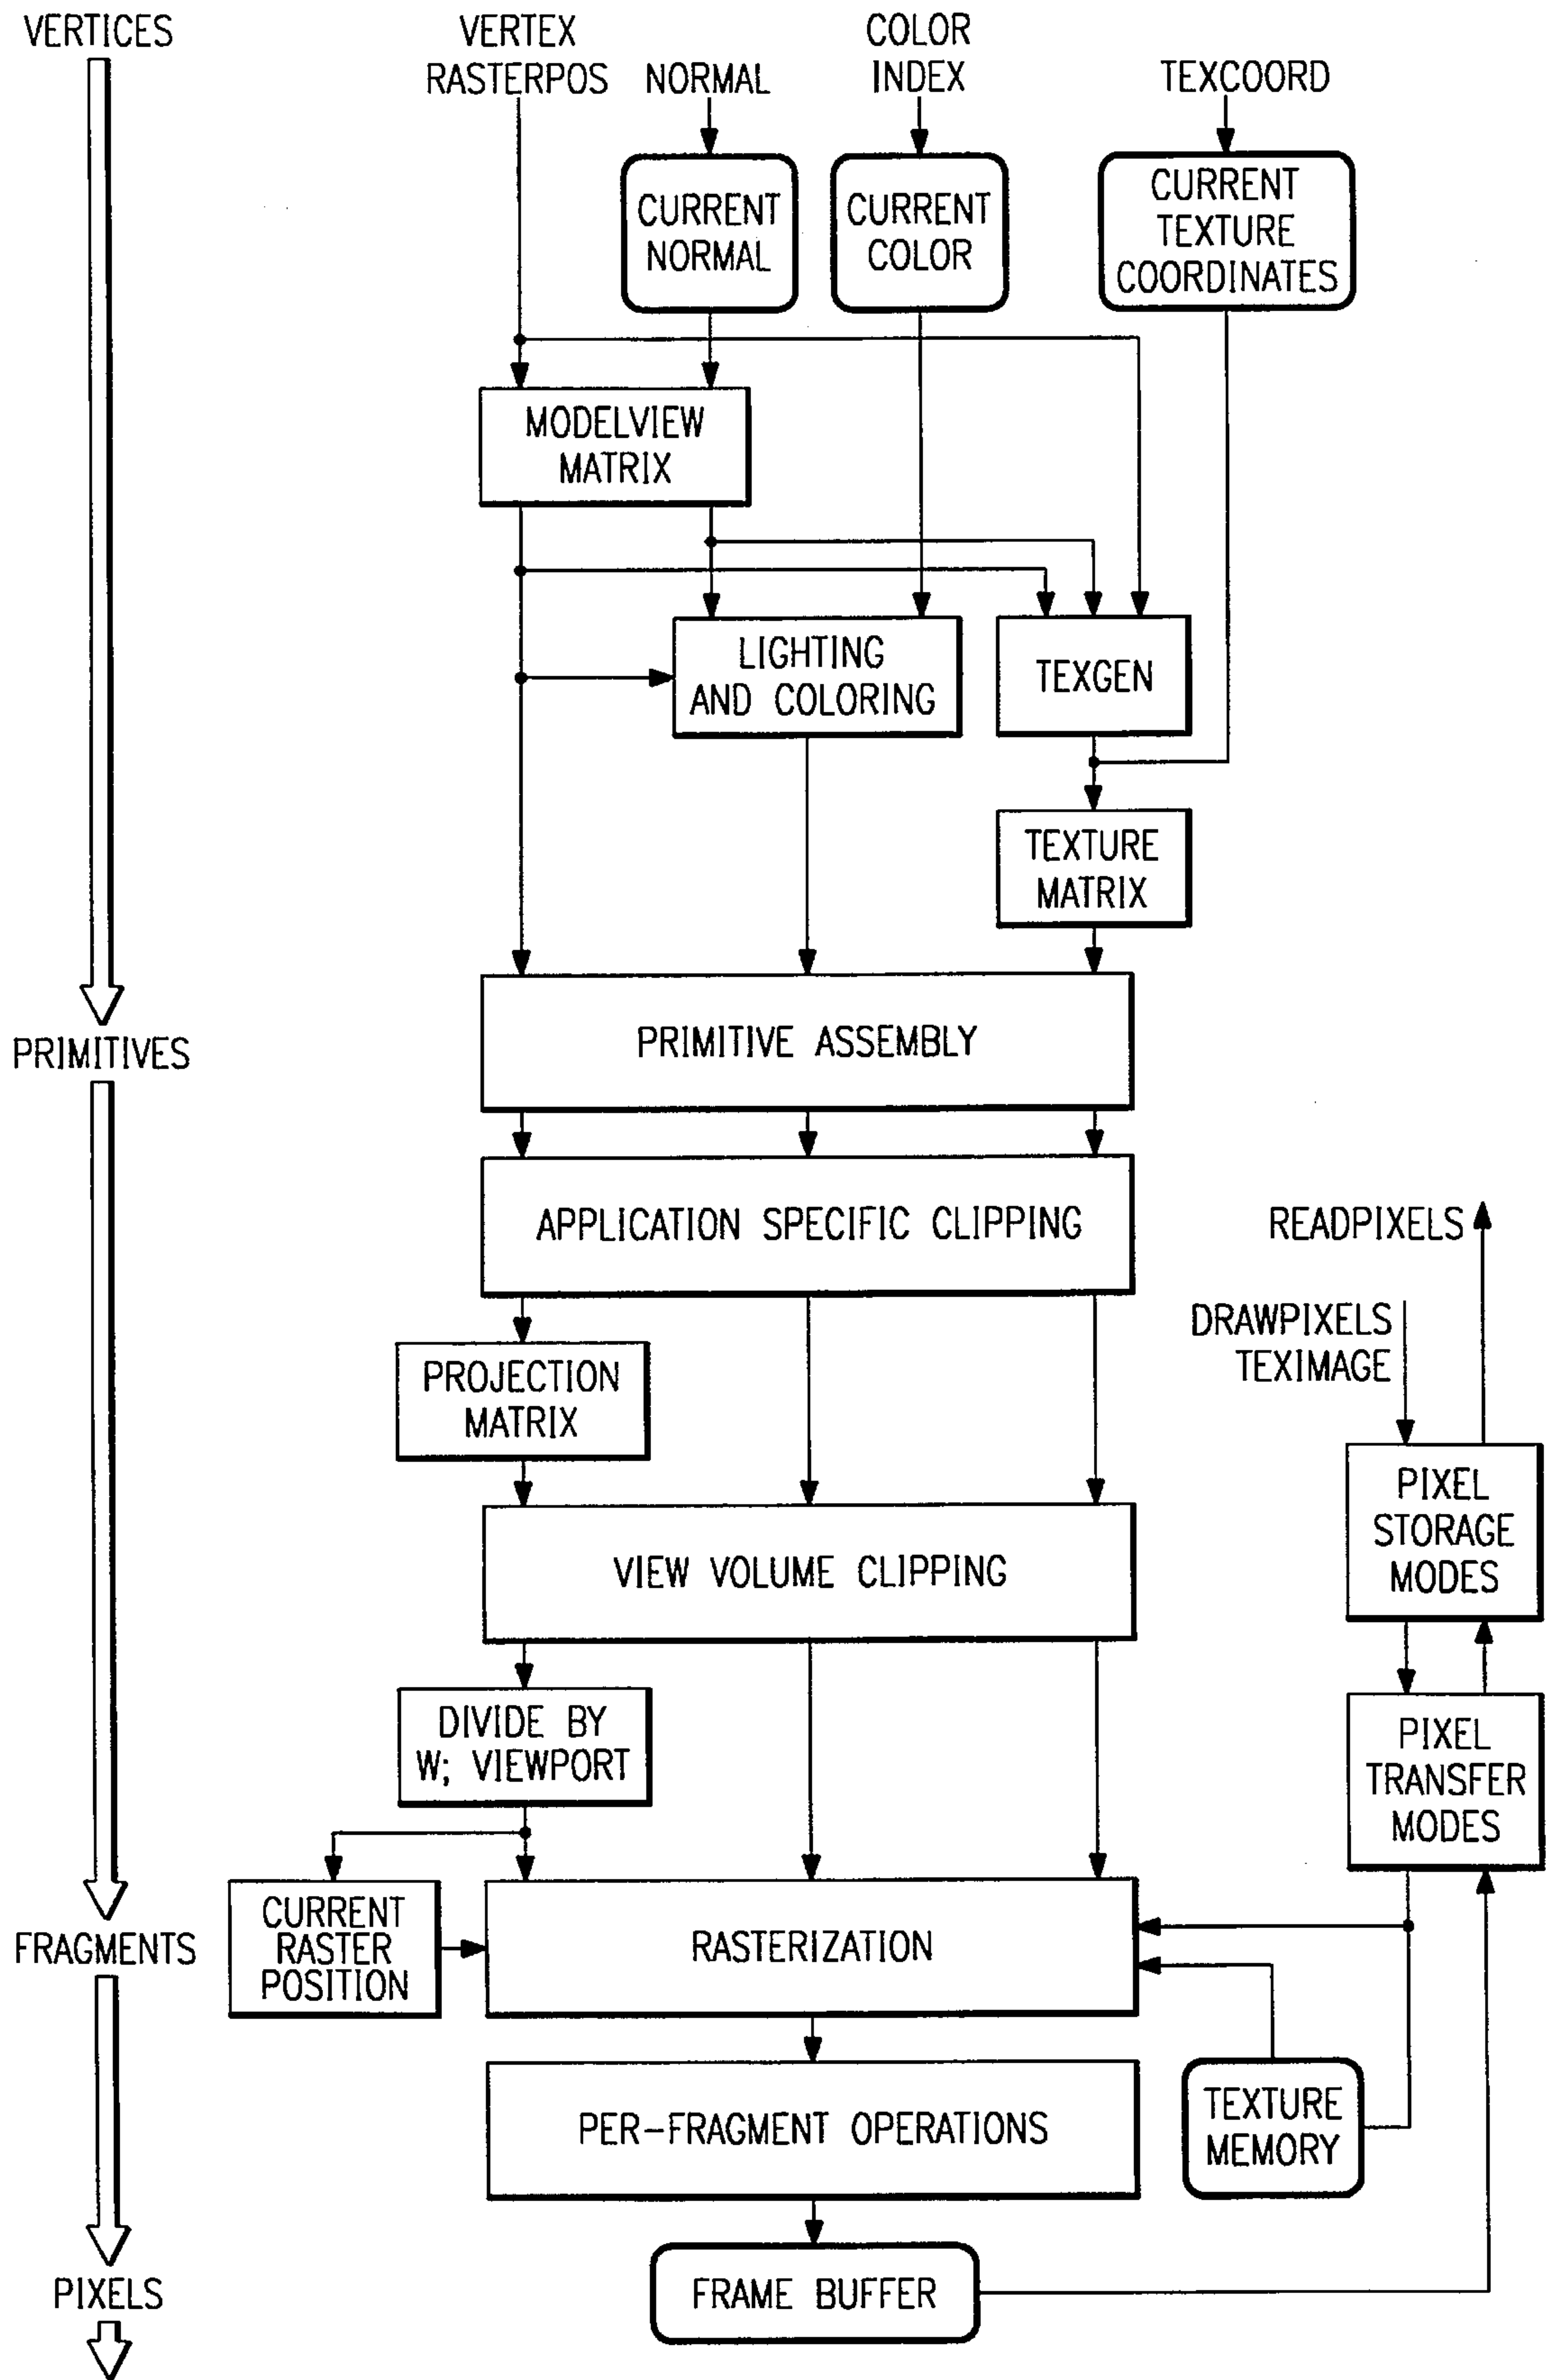 VERTICES
VERTEX
RASTERPOS
NORMAL
COLOR
INDEX
TEXCOORD
CURRENT
NORMAL
CURRENT
COLOR
CURRENT
TEXTURE
COORDINATES
MODELVIEW
MATRIX
LIGHTING
AND COLORING
TEXGEN
TEXTURE
MATRIX
PRIMITIVES
PRIMITIVE ASSEMBLY
APPLICATION SPECIFIC CLIPPING
READPIXELS
DRAWPIXELS
TEXIMAGE
PROJECTION
MATRIX
PIXEL
STORAGE
MODES
VIEW VOLUME CLIPPING
DIVIDE BY
W; VIEWPORT
PIXEL
TRANSFER
MODES
FRAGMENTS
CURRENT
RASTER
POSITION
RASTERIZATION
PER-FRAGMENT OPERATIONS
TEXTURE
MEMORY
PIXELS
FRAME BUFFER